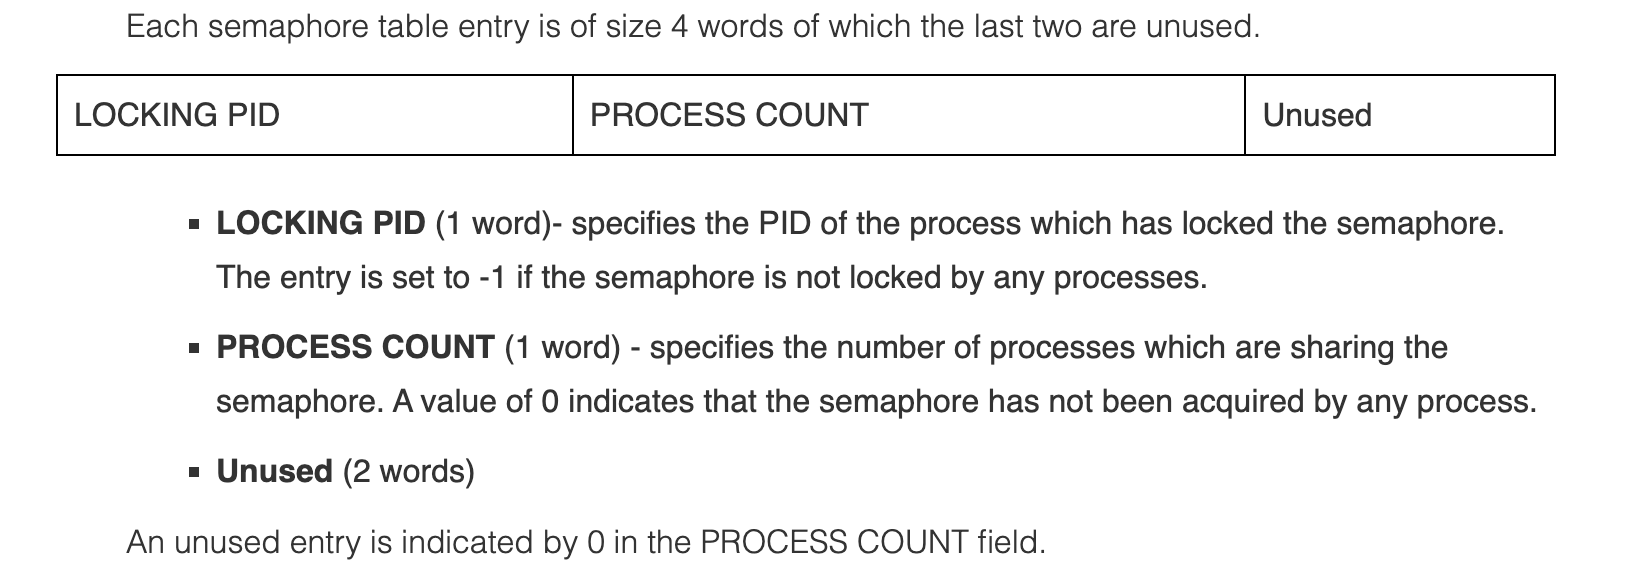 Each semaphore table entry is of size 4 words of which the last two are unused.
LOCKING PID PROCESS COUNT Unused
▪ LOCKING PID (1 word)- specifies the PID of the process which has locked the semaphore.
The entry is set to -1 if the semaphore is not locked by any processes.
▪ PROCESS COUNT (1 word) - specifies the number of processes which are sharing the
semaphore. A value of 0 indicates that the semaphore has not been acquired by any process.
▪ Unused (2 words)
An unused entry is indicated by 0 in the PROCESS COUNT field.